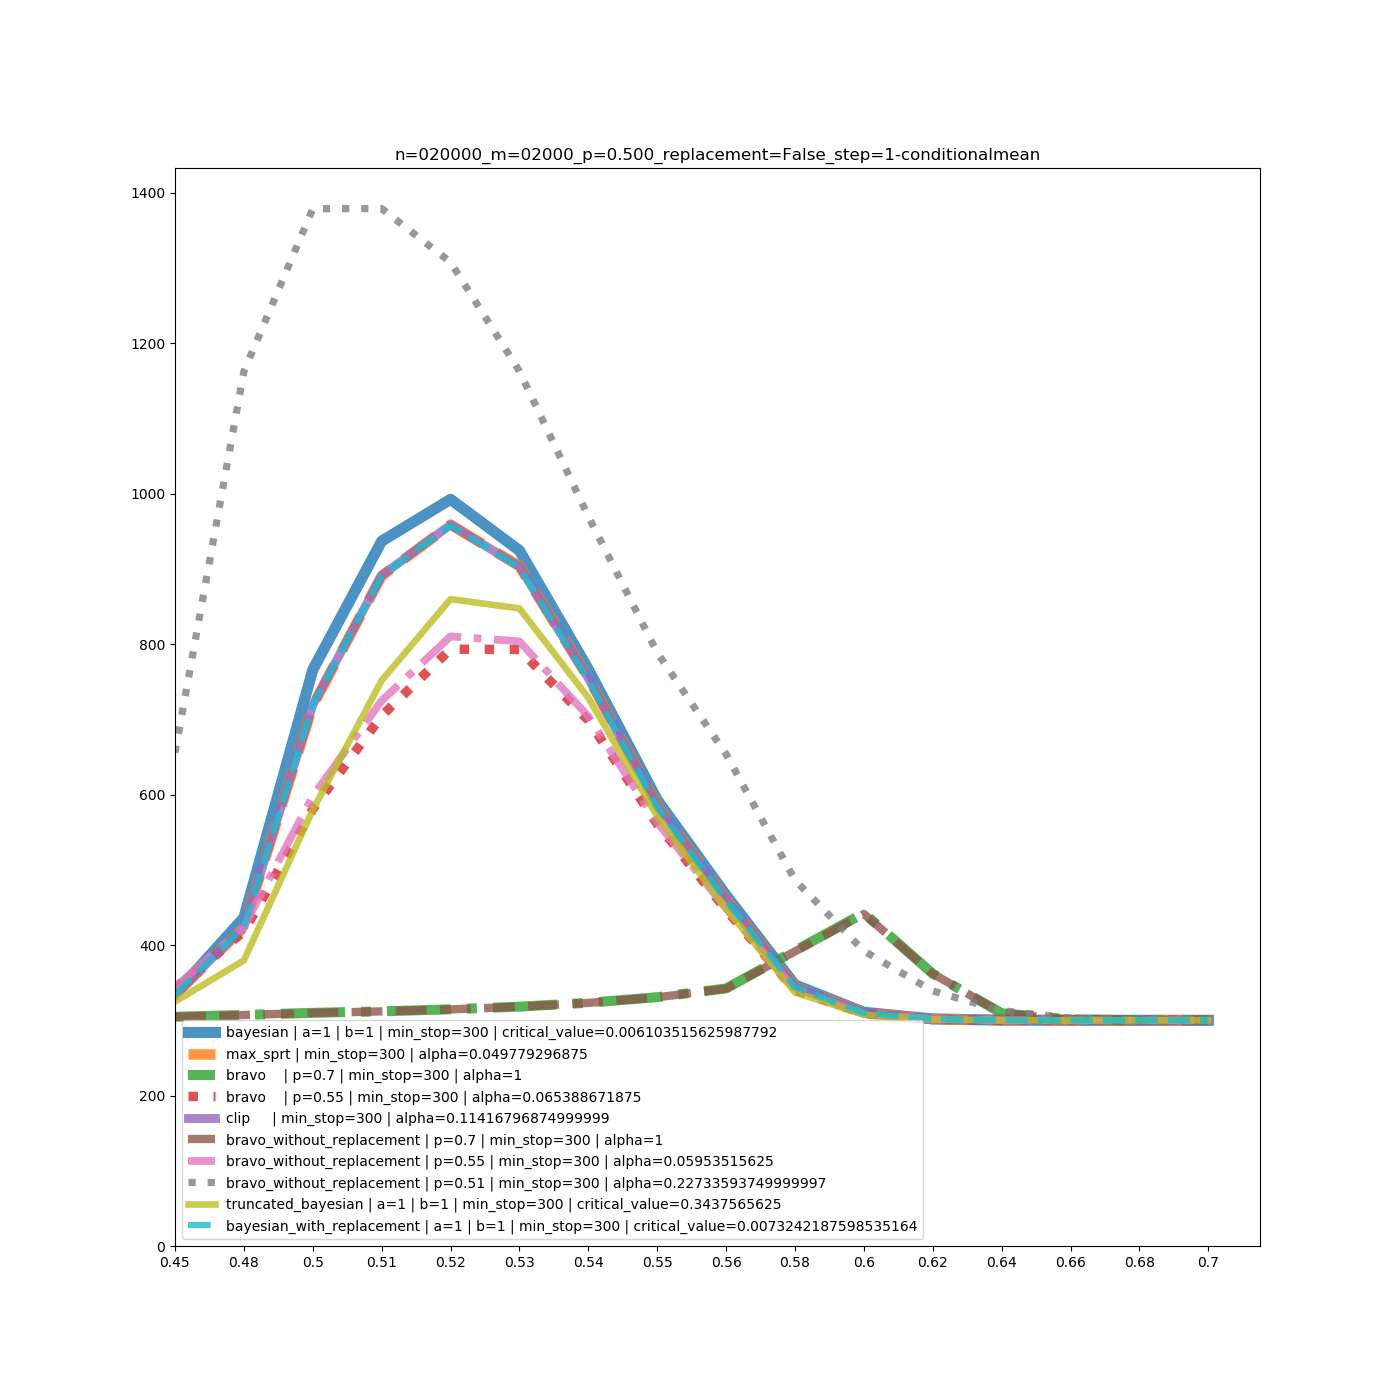 n=020000_m=02000_p=0.500_replacement=False_step=1-conditionalmean
1400
1200
1000
800
600
400
200
0
bayesian | a=1 | b=1 | min_stop=300 | critical_value=0.006103515625987792
max_sprt | min_stop=300 | alpha=0.049779296875
bravo    | p=0.7 | min_stop=300 | alpha=1
bravo    | p=0.55 | min_stop=300 | alpha=0.065388671875
clip     | min_stop=300 | alpha=0.11416796874999999
bravo_without_replacement | p=0.7 | min_stop=300 | alpha=1
bravo_without_replacement | p=0.55 | min_stop=300 | alpha=0.05953515625
bravo_without_replacement | p=0.51 | min_stop=300 | alpha=0.22733593749999997
truncated_bayesian | a=1 | b=1 | min_stop=300 | critical_value=0.3437565625
bayesian_with_replacement | a=1 | b=1 | min_stop=300 | critical_value=0.0073242187598535164
0.45 0.48 0.5 0.51 0.52 0.53 0.54 0.55 0.56 0.58 0.6 0.62 0.64 0.66 0.68 0.7